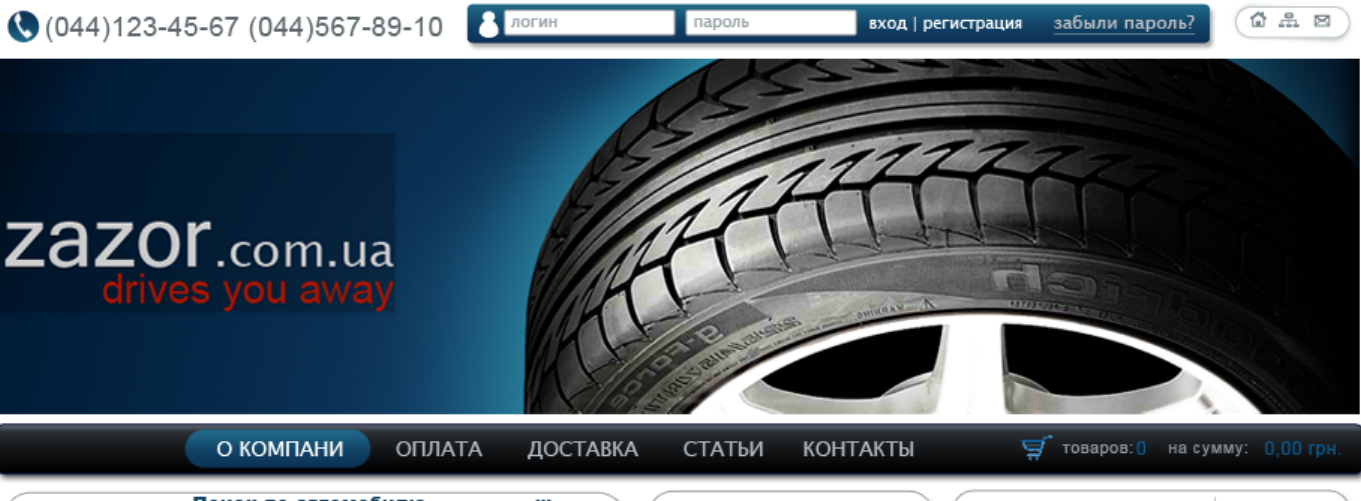 (044)123-45-67 (044)567-89-10
логин
пароль
вход | регистрация
забыли пароль?
zazor.com.ua
drives you away
О КОМПАНИ
ОПЛАТА
ДОСТАВКА
СТАТЬИ
КОНТАКТЫ
товаров: 0
на сумму: 0,00 грн.